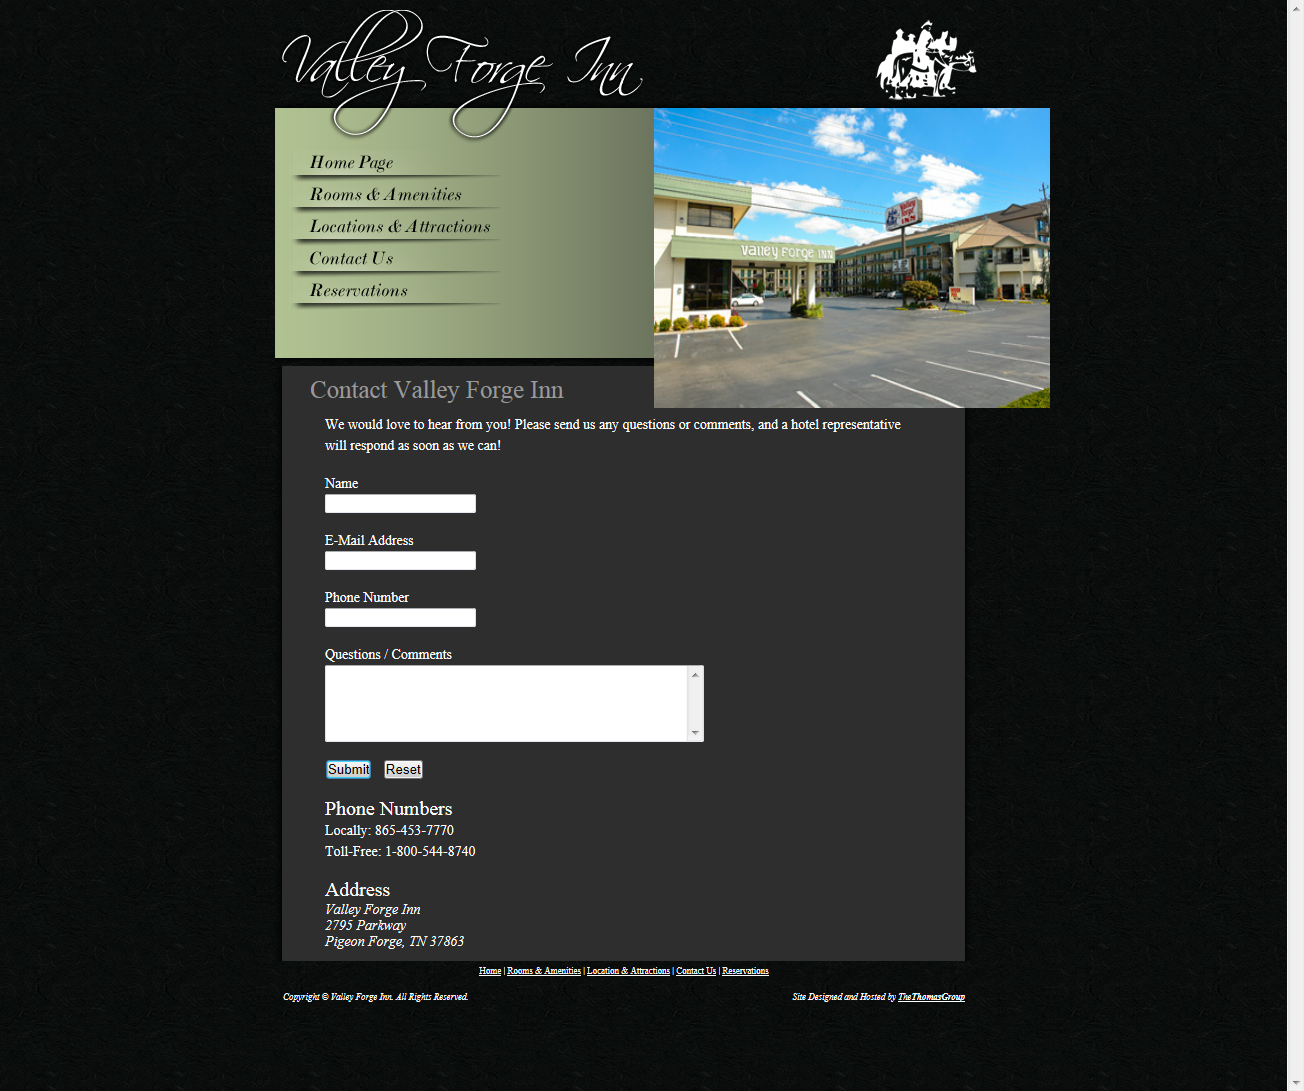 Valley Forge Inn
Home Page
Rooms & Amenities
Locations & Attractions
Contact Us
Reservations
Valley Forge INN
valley forge inn
Contact Valley Forge Inn
We would love to hear from you! Please send us any questions or comments, and a hotel representative
will respond as soon as we can!
Name
E-Mail Address
Phone Number
Questions / Comments
Submit Reset
Phone Numbers
Locally: 865-453-7770
Toll-Free: 1-800-544-8740
Address
Valley Forge Inn
2795 Parkway
Pigeon Forge, TN 37863
Home | Rooms & Amenities | Location & Attractions | Contact Us | Reservations
Copyright © Valley Forge Inn. All Rights Reserved. Site Designed and Hosted by TheThomasGroup